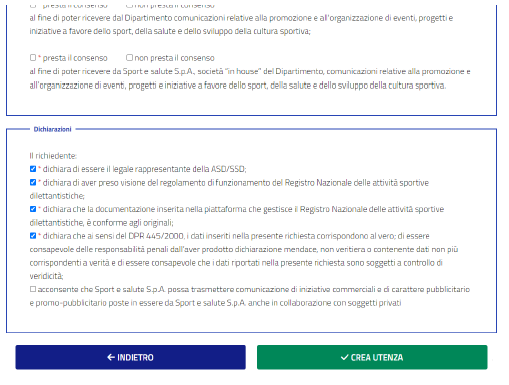 * presta il consenso non presta il consenso
al fine di poter ricevere dal Dipartimento comunicazioni relative alla promozione e all'organizzazione di eventi, progetti e
iniziative a favore dello sport, della salute e dello sviluppo della cultura sportiva;
* presta il consenso non presta il consenso
al fine di poter ricevere da Sport e salute S.p.A., società "in house" del Dipartimento, comunicazioni relative alla promozione e
all'organizzazione di eventi, progetti e iniziative a favore dello sport, della salute e dello sviluppo della cultura sportiva.
Dichiarazioni
Il richiedente:
* dichiara di essere il legale rappresentante della ASD/SSD;
* dichiara di aver preso visione del regolamento di funzionamento del Registro Nazionale delle attività sportive
dilettantistiche;
* dichiara che la documentazione inserita nella piattaforma che gestisce il Registro Nazionale delle attività sportive
dilettantistiche, è conforme agli originali;
* dichiara che ai sensi del DPR 445/2000, i dati inseriti nella presente richiesta corrispondono al vero; di essere
consapevole delle responsabilità penali dall'aver prodotto dichiarazione mendace, non veritiera o contenente dati non più
corrispondenti a verità e di essere consapevole che i dati riportati nella presente richiesta sono soggetti a controllo di
veridicità;
acconsente che Sport e salute S.p.A. possa trasmettere comunicazione di iniziative commerciali e di carattere pubblicitario
e promo-pubblicitario poste in essere da Sport e salute S.p.A. anche in collaborazione con soggetti privati
← INDIETRO
✓ CREA UTENZA